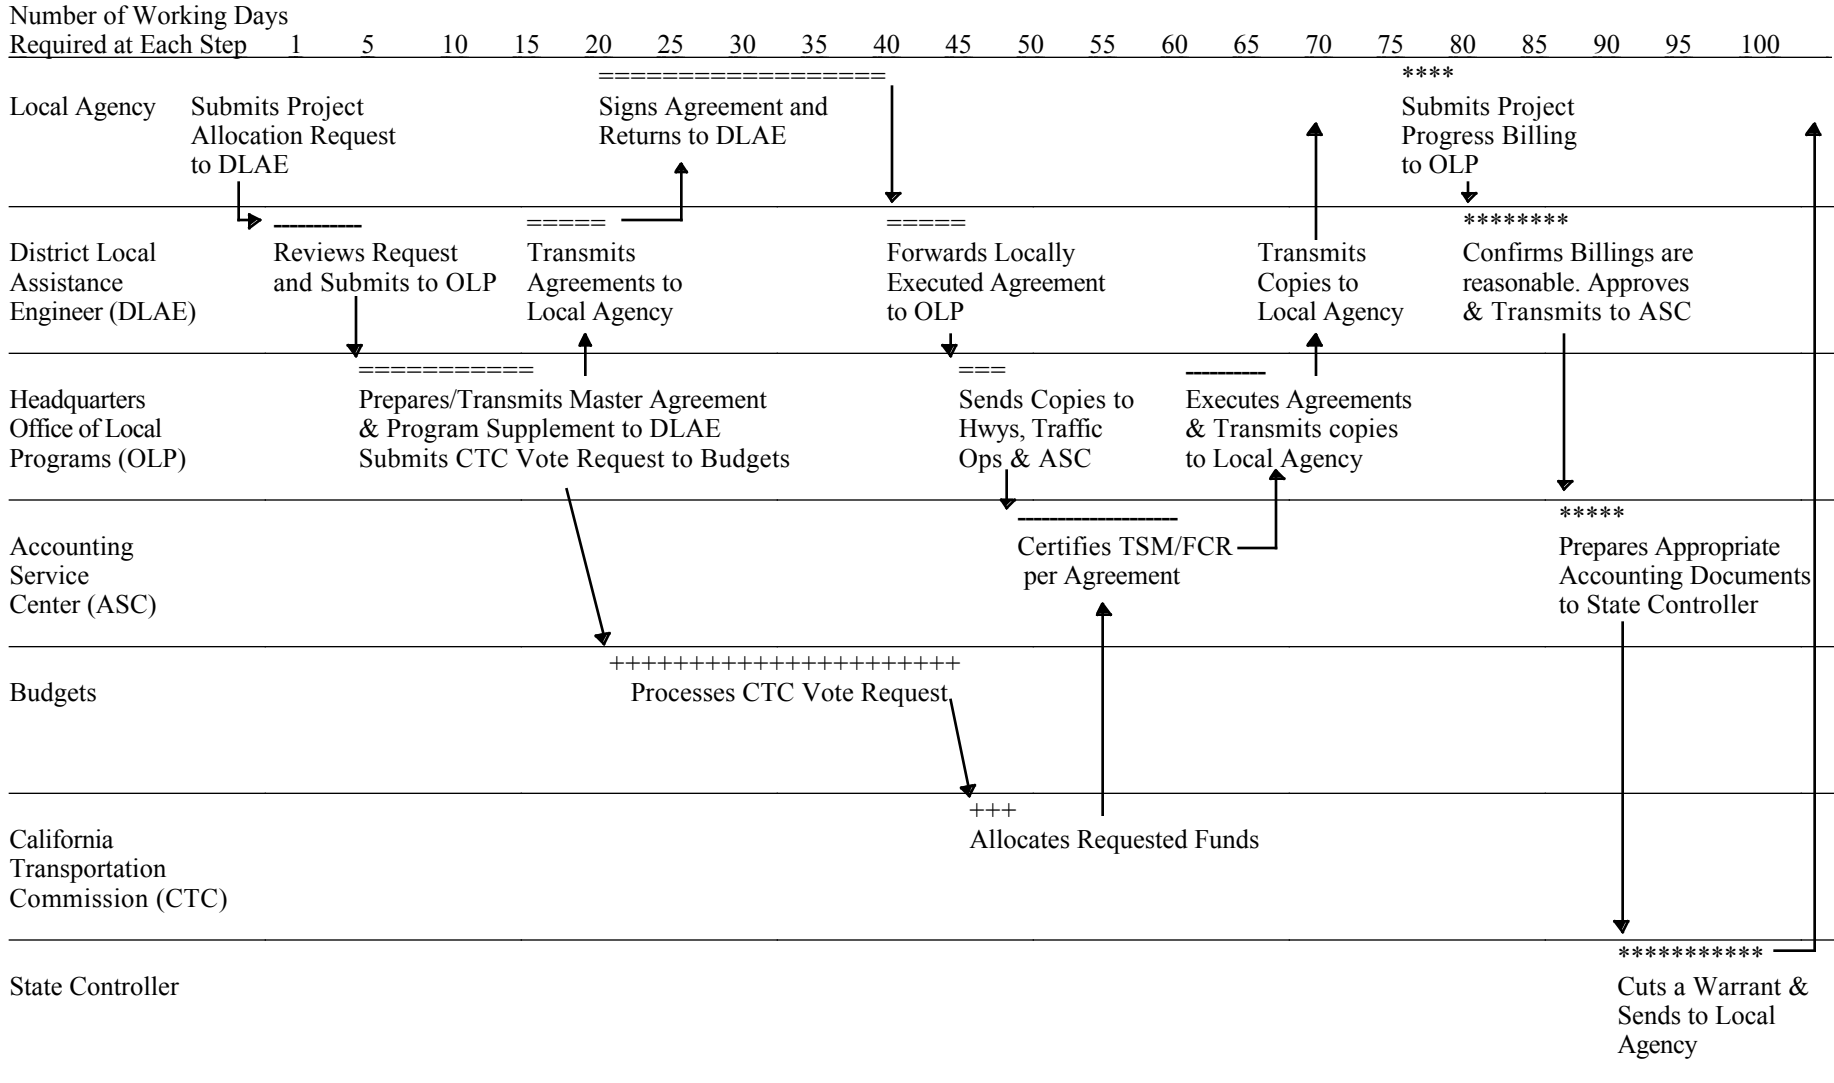 Number of Working Days
Required at Each Step 1 5 10 15 20 25 30 35 40 45 50 55 60 65 70 75 80 85 90 95 100
================== ****
Local Agency Submits Project Signs Agreement and Submits Project
Allocation Request Returns to DLAE Progress Billing
to DLAE to OLP
----------- ===== ===== ********
District Local Reviews Request Transmits Forwards Locally Transmits Confirms Billings are
Assistance and Submits to OLP Agreements to Executed Agreement Copies to reasonable. Approves
Engineer (DLAE) Local Agency to OLP Local Agency & Transmits to ASC
=========== === ----------
Headquarters Prepares/Transmits Master Agreement Sends Copies to Executes Agreements
Office of Local & Program Supplement to DLAE Hwys, Traffic & Transmits copies
Programs (OLP) Submits CTC Vote Request to Budgets Ops & ASC to Local Agency
-------------------- *****
Accounting Certifies TSM/FCR Prepares Appropriate
Service per Agreement Accounting Documents
Center (ASC) to State Controller
++++++++++++++++++++++
Budgets Processes CTC Vote Request
+++
California Allocates Requested Funds
Transportation
Commission (CTC)
***********
State Controller Cuts a Warrant &
Sends to Local
Agency